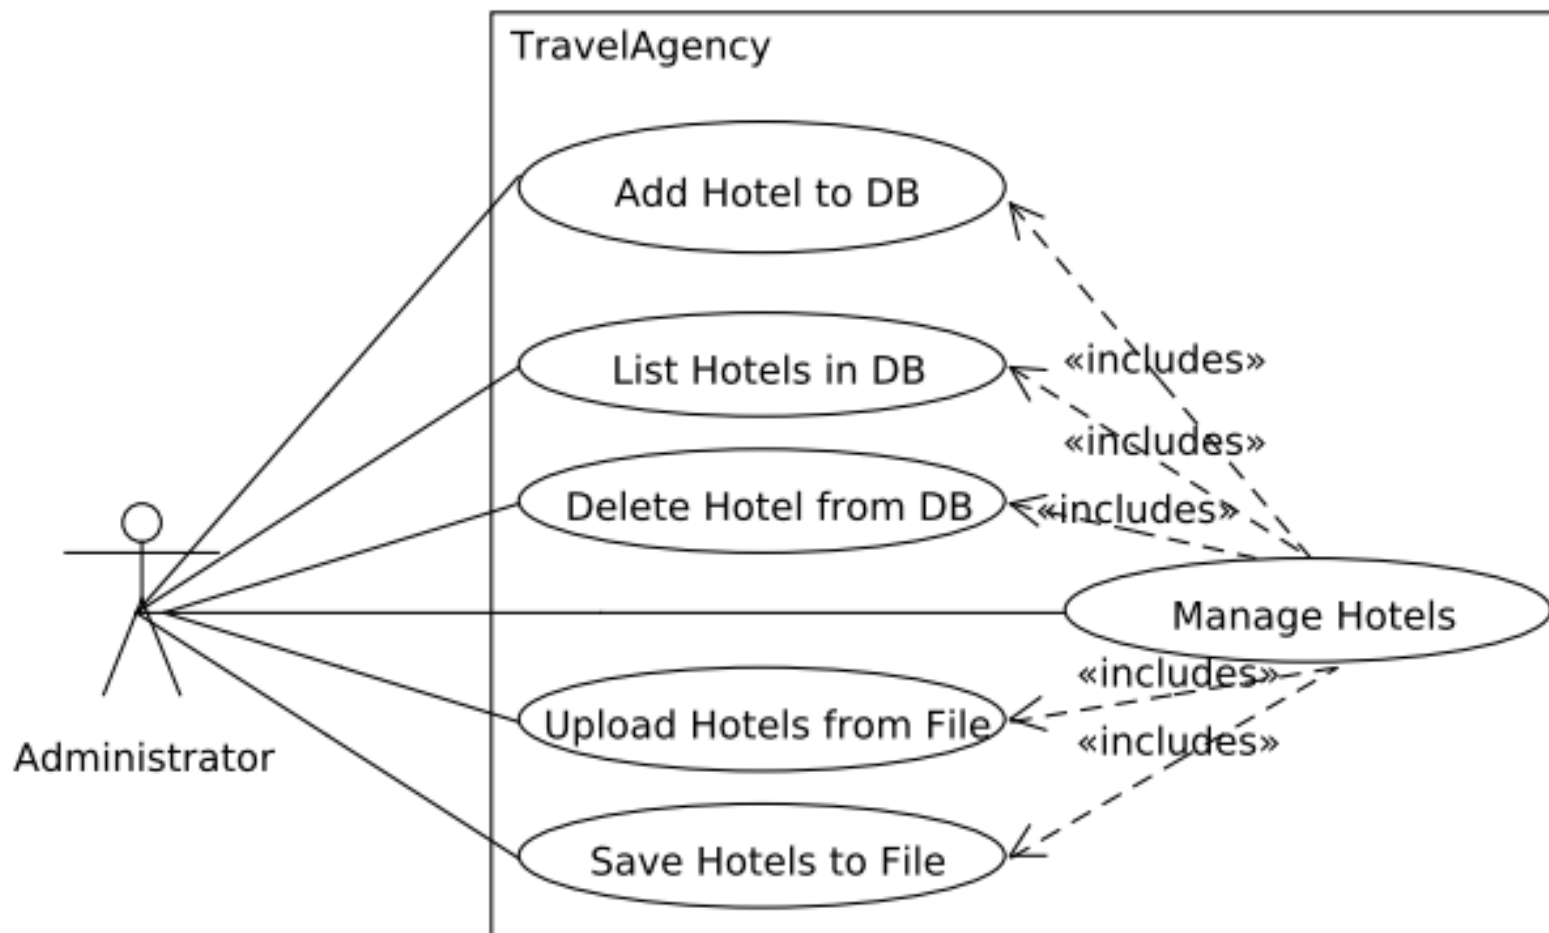 TravelAgency
Add Hotel to DB
«includes»
List Hotels in DB
«includes»
Delete Hotel from DB
«includes»
Manage Hotels
«includes»
Upload Hotels from File
«includes»
Administrator
Save Hotels to File